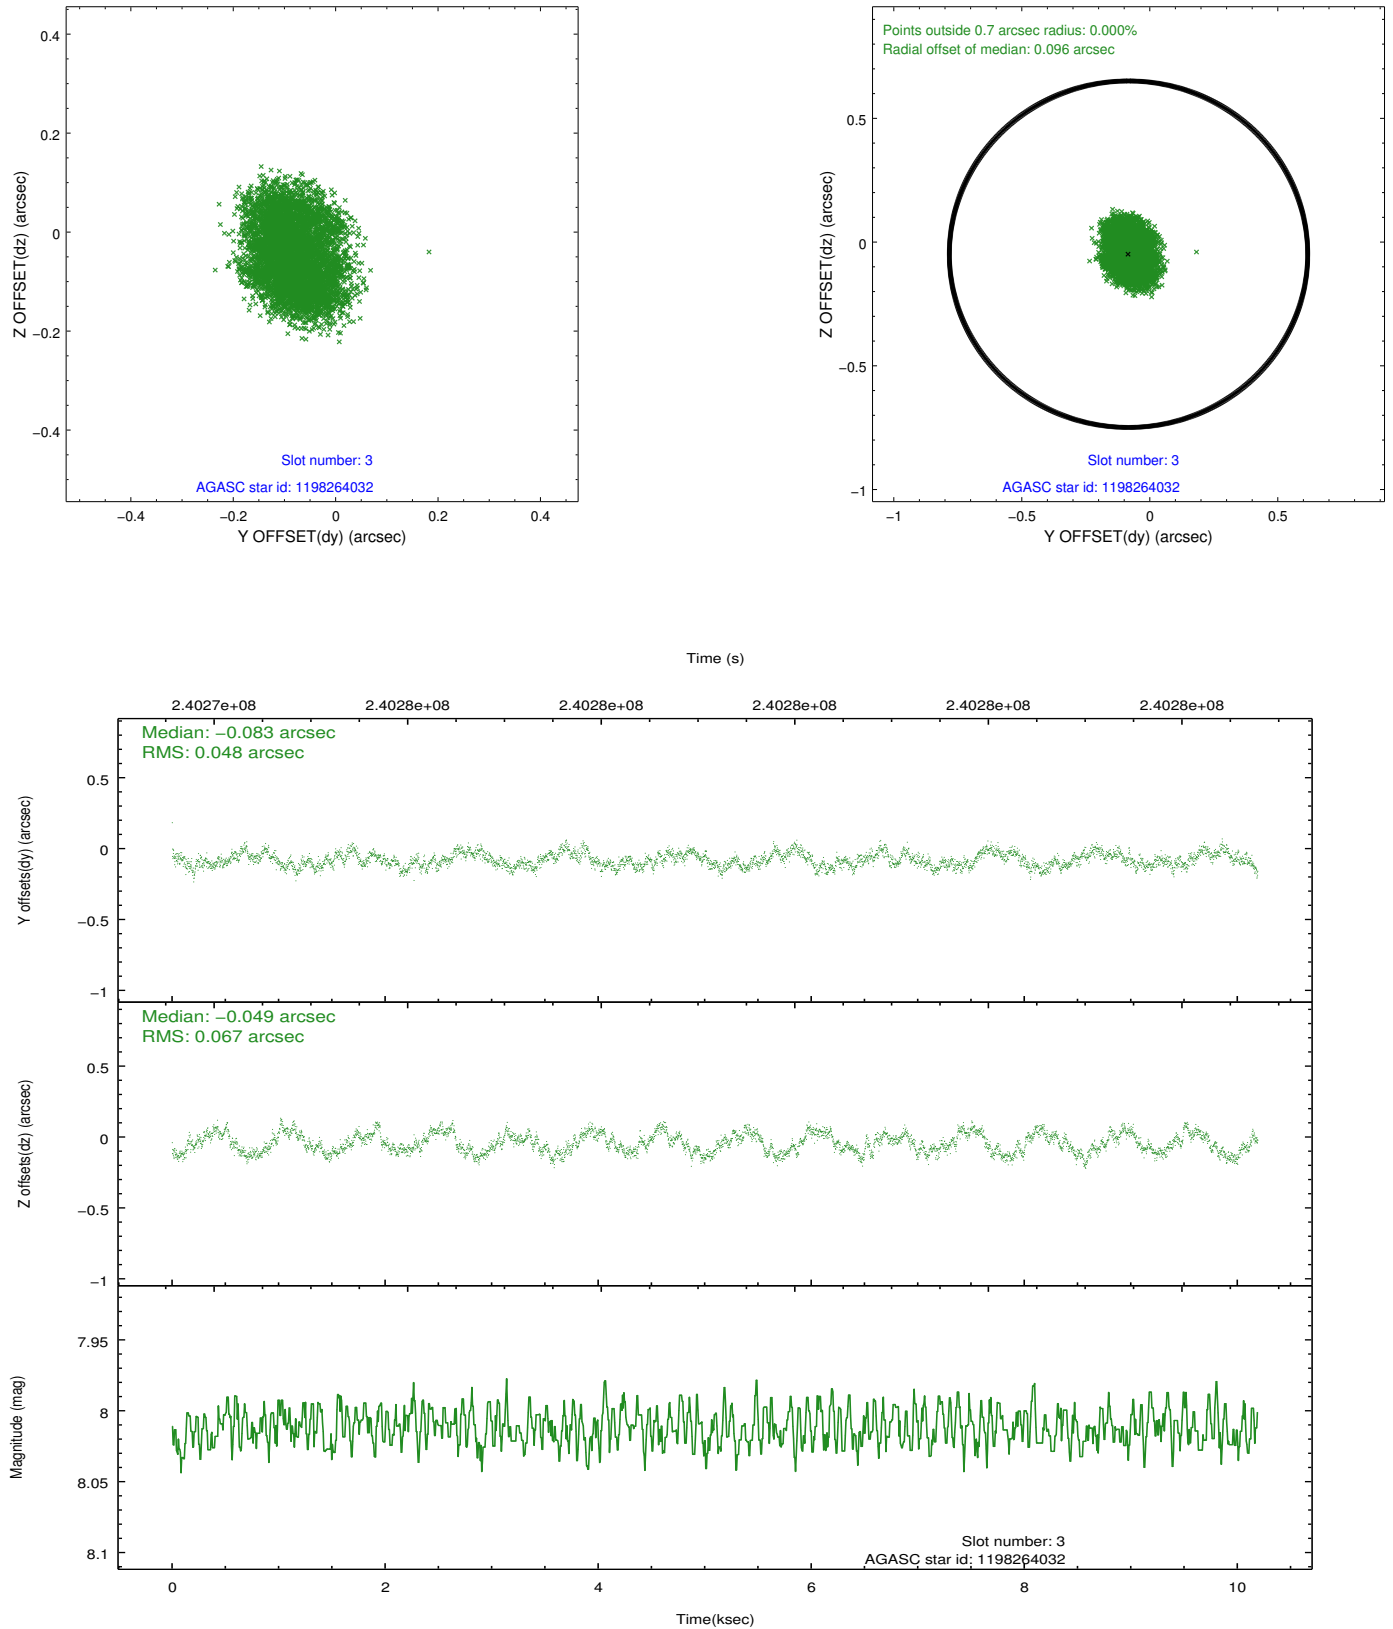 0.4
0.2
0
−0.2
−0.4
Z OFFSET(dz) (arcsec)
Slot number: 3
AGASC star id: 1198264032
−0.4 −0.2 0 0.2 0.4
Y OFFSET(dy) (arcsec)
Points outside 0.7 arcsec radius: 0.000%
Radial offset of median: 0.096 arcsec
0.5
0
−0.5
−1
Z OFFSET(dz) (arcsec)
Slot number: 3
AGASC star id: 1198264032
−1 −0.5 0 0.5
Y OFFSET(dy) (arcsec)
Time (s)
2.4027e+08 2.4028e+08 2.4028e+08 2.4028e+08 2.4028e+08 2.4028e+08
Median: −0.083 arcsec
RMS: 0.048 arcsec
0.5
0
−0.5
−1
Y offsets(dy) (arcsec)
Median: −0.049 arcsec
RMS: 0.067 arcsec
0.5
0
−0.5
−1
Z offsets(dz) (arcsec)
7.95
8
8.05
8.1
Magnitude (mag)
Slot number: 3
AGASC star id: 1198264032
0 2 4 6 8 10
Time(ksec)